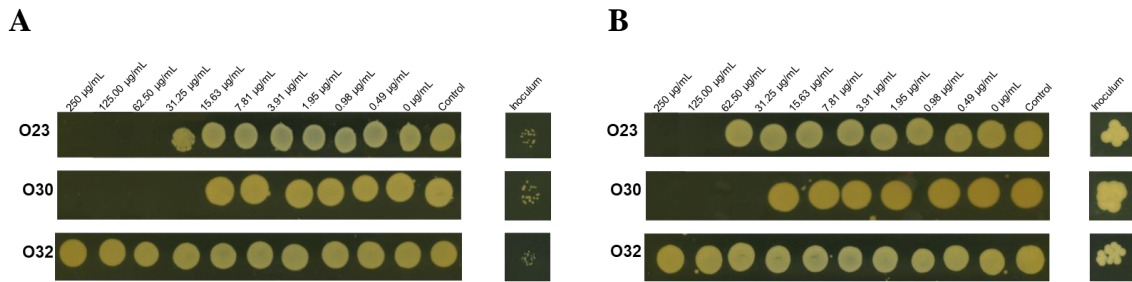 A
250 µg/mL 125.00 µg/mL 62.50 µg/mL 31.25 µg/mL 15.63 µg/mL 7.81 µg/mL 3.91 µg/mL 1.95 µg/mL 0.98 µg/mL 0.49 µg/mL 0 µg/mL Control Inoculum
O23
O30
O32
B
250 µg/mL 125.00 µg/mL 62.50 µg/mL 31.25 µg/mL 15.63 µg/mL 7.81 µg/mL 3.91 µg/mL 1.95 µg/mL 0.98 µg/mL 0.49 µg/mL 0 µg/mL Control Inoculum
O23
O30
O32